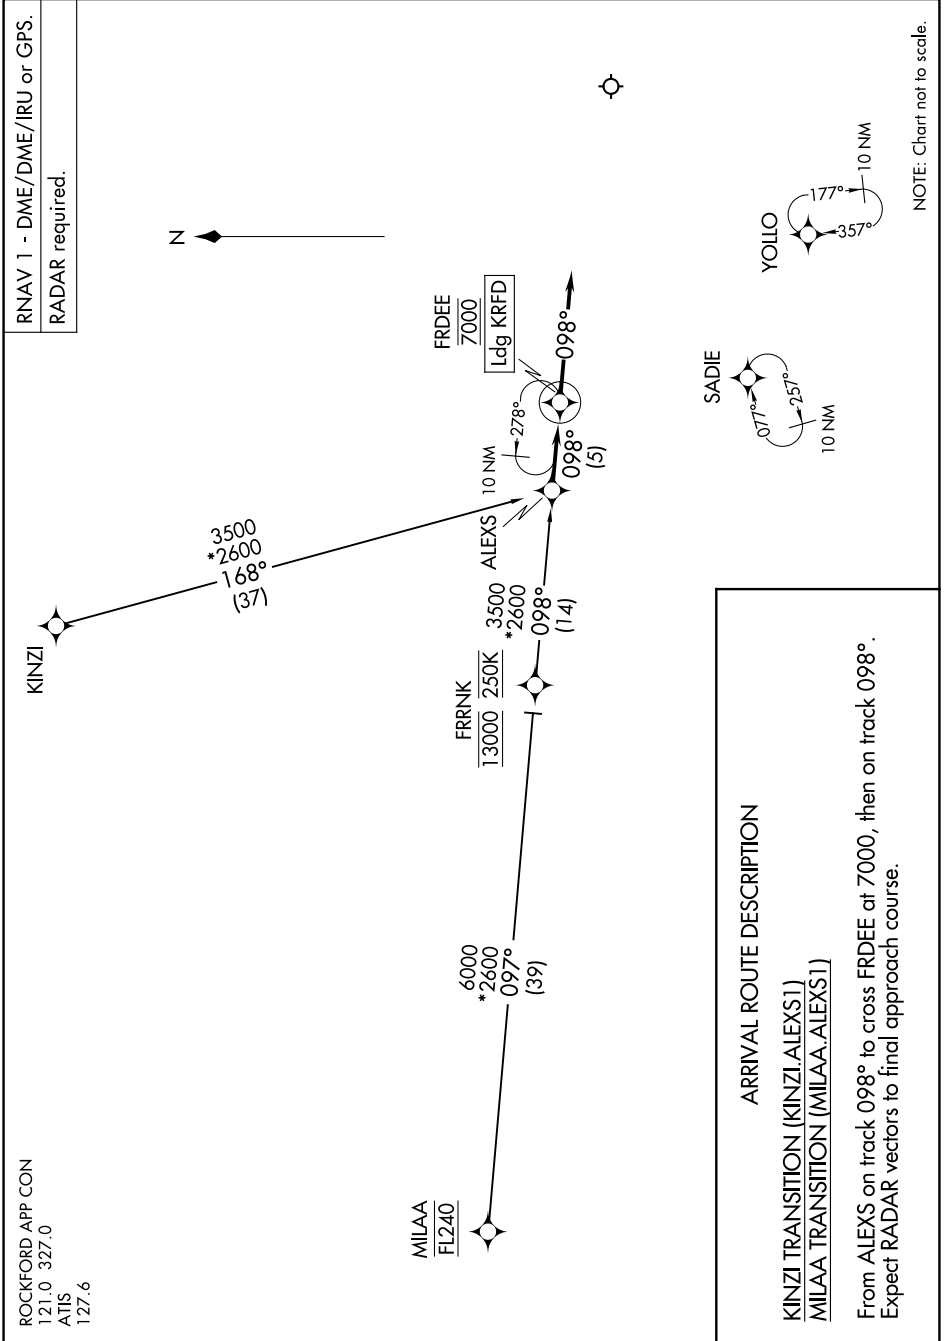 ROCKFORD APP CON
121.0 327.0
ATIS
127.6
RNAV 1 - DME/DME/IRU or GPS.
RADAR required.
N
KINZI
3500
*2600
168°
(37)
MILAA
FL240
6000
*2600
097°
(39)
FRRNK
13000 250K
3500
*2600
098°
(14)
ALEXS
10 NM
278°
098°
(5)
FRDEE
7000
Ldg KRFD
098°
SADIE
077°
257°
10 NM
YOLLO
177°
357°
10 NM
ARRIVAL ROUTE DESCRIPTION
KINZI TRANSITION (KINZI.ALEXS1)
MILAA TRANSITION (MILAA.ALEXS1)
From ALEXS on track 098° to cross FRDEE at 7000, then on track 098°.
Expect RADAR vectors to final approach course.
NOTE: Chart not to scale.